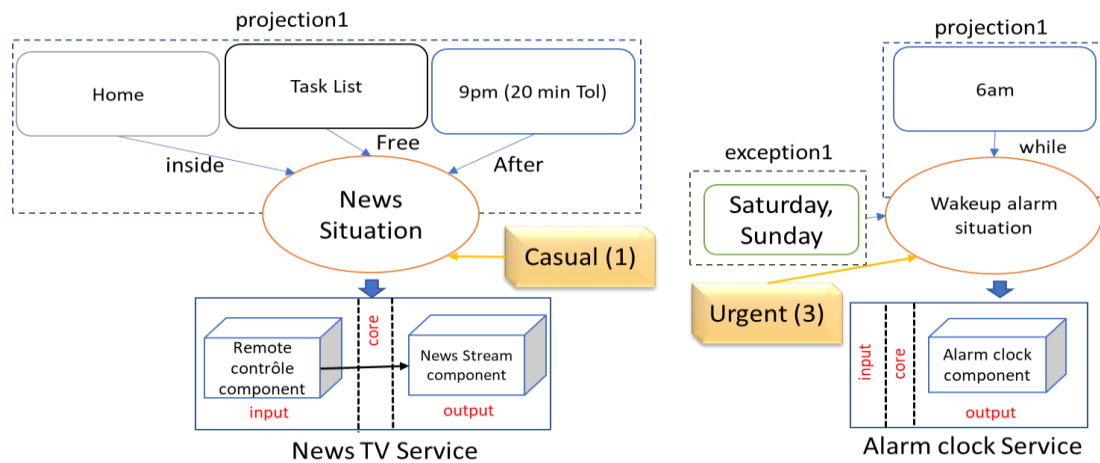 projection1
Home
Task List
9pm (20 min Tol)
inside
Free
After
News
Situation
Casual (1)
Remote
contrôle
component
input
core
News Stream
component
output
News TV Service
projection1
6am
while
exception1
Saturday,
Sunday
Wakeup alarm
situation
Urgent (3)
input
core
Alarm clock
component
output
Alarm clock Service